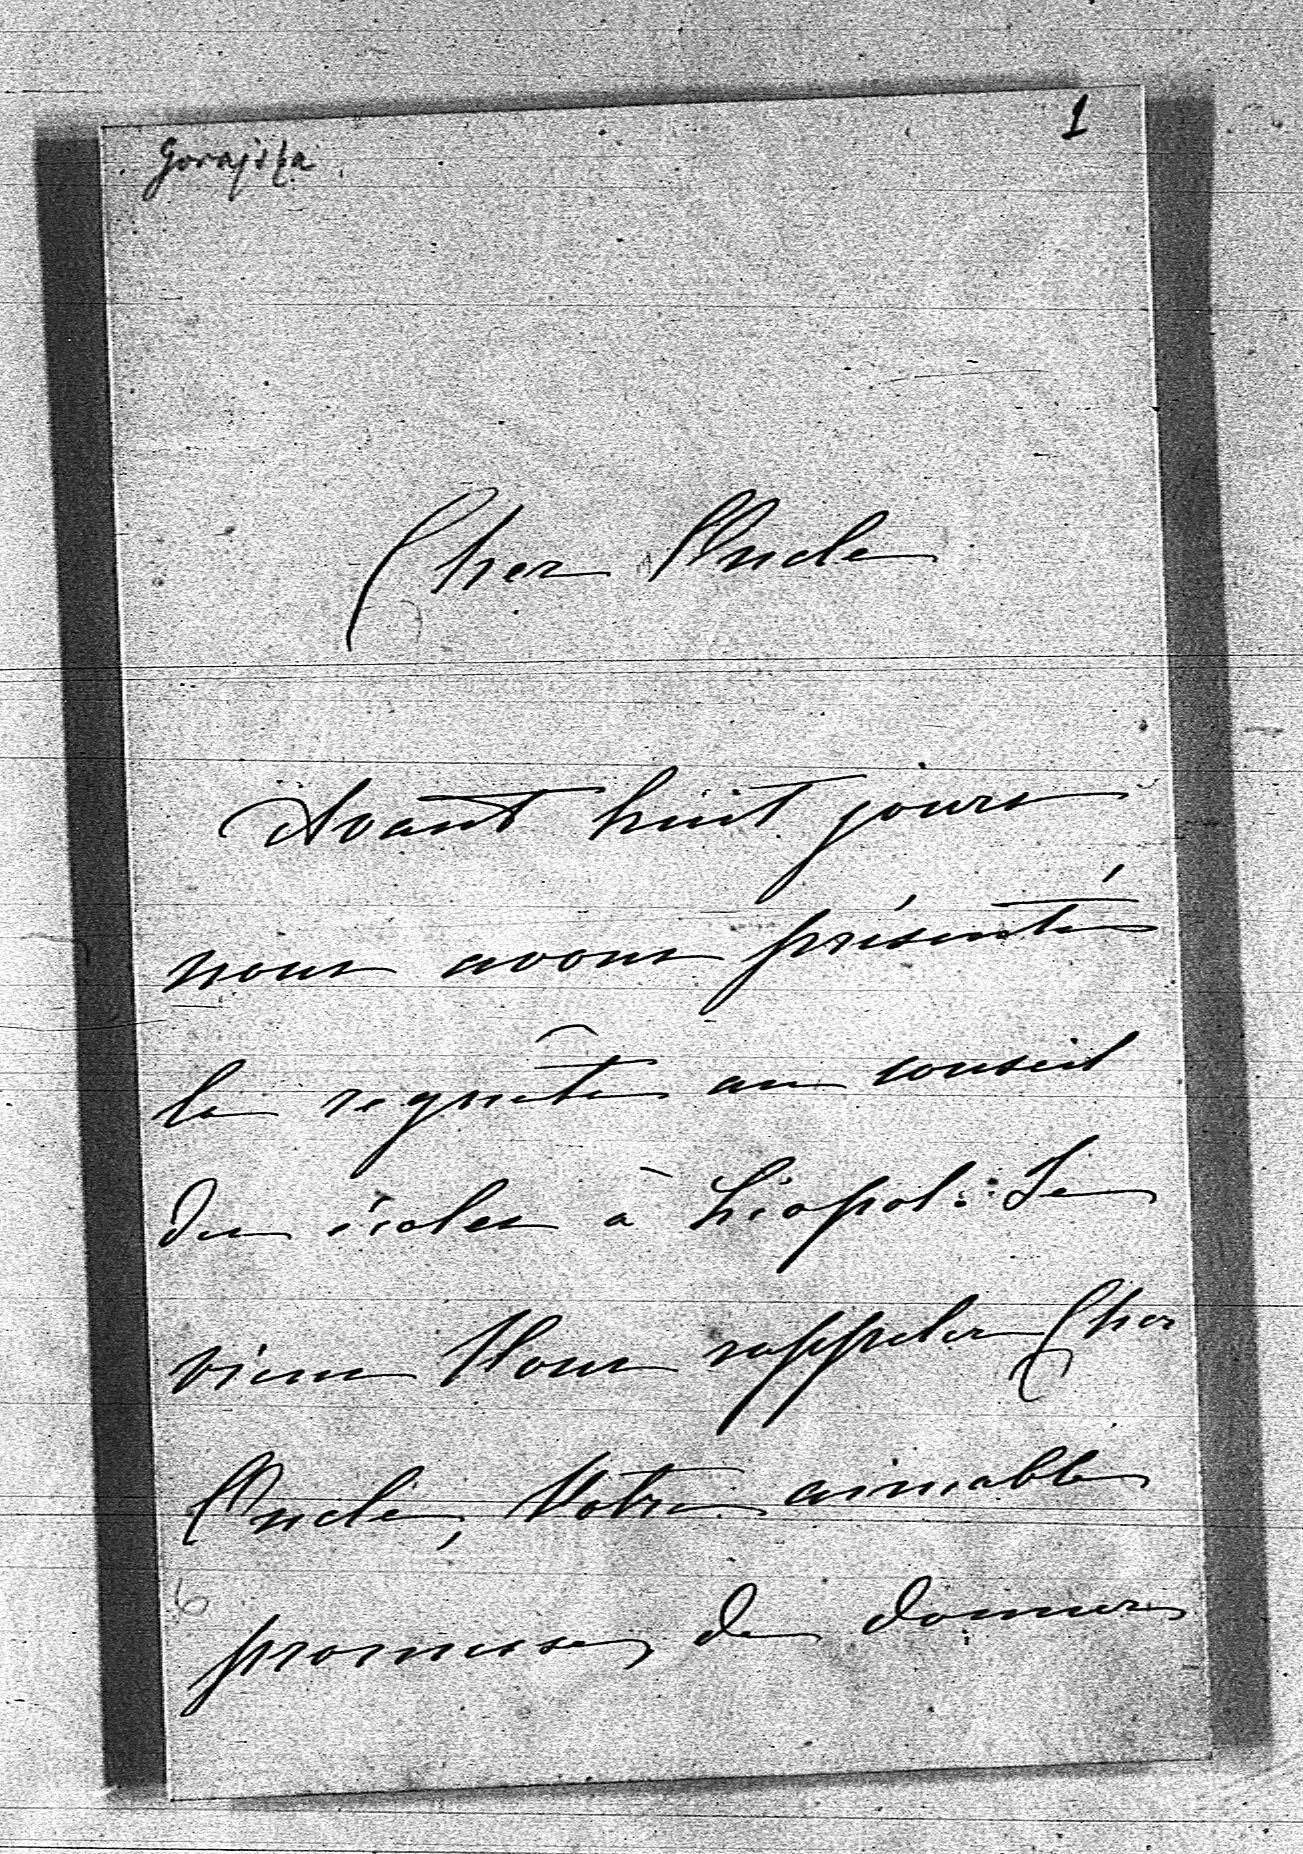 1
Cher Oncle
Avant huit jours
nous avons présenté
la requête au conseil
des écoles à Léopol. Je
viens Vous rappeler Cher
Oncle, Votre aimable
promesse de donner